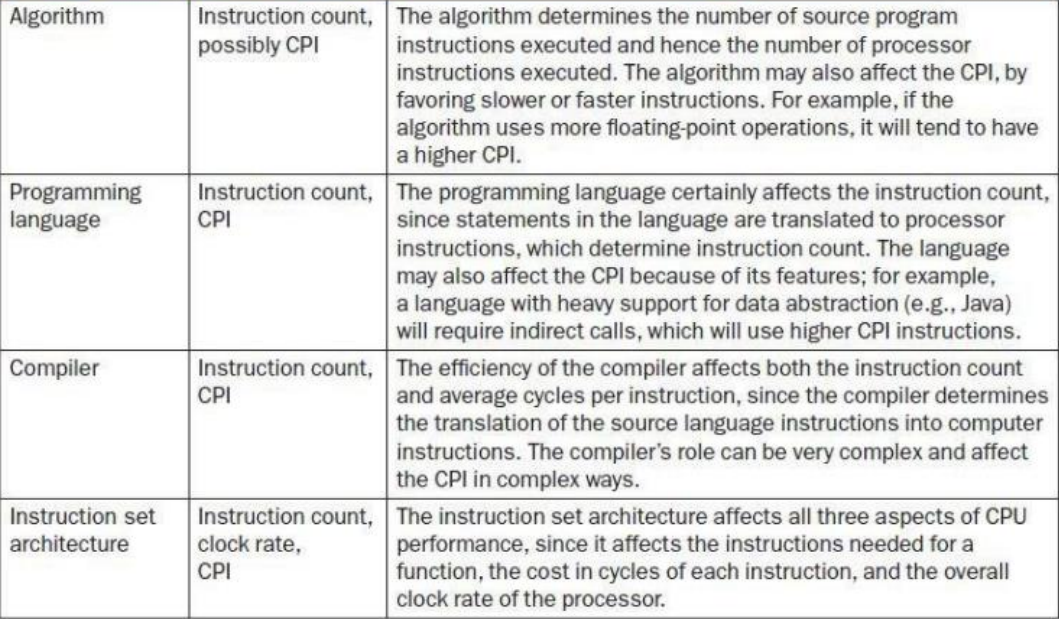 Algorithm
Instruction count,
possibly CPI
The algorithm determines the number of source program
instructions executed and hence the number of processor
instructions executed. The algorithm may also affect the CPI, by
favoring slower or faster instructions. For example, if the
algorithm uses more floating-point operations, it will tend to have
a higher CPI.
Programming
language
Instruction count,
CPI
The programming language certainly affects the instruction count,
since statements in the language are translated to processor
instructions, which determine instruction count. The language
may also affect the CPI because of its features; for example,
a language with heavy support for data abstraction (e.g., Java)
will require indirect calls, which will use higher CPI instructions.
Compiler
Instruction count,
CPI
The efficiency of the compiler affects both the instruction count
and average cycles per instruction, since the compiler determines
the translation of the source language instructions into computer
instructions. The compiler's role can be very complex and affect
the CPI in complex ways.
Instruction set
architecture
Instruction count,
clock rate,
CPI
The instruction set architecture affects all three aspects of CPU
performance, since it affects the instructions needed for a
function, the cost in cycles of each instruction, and the overall
clock rate of the processor.